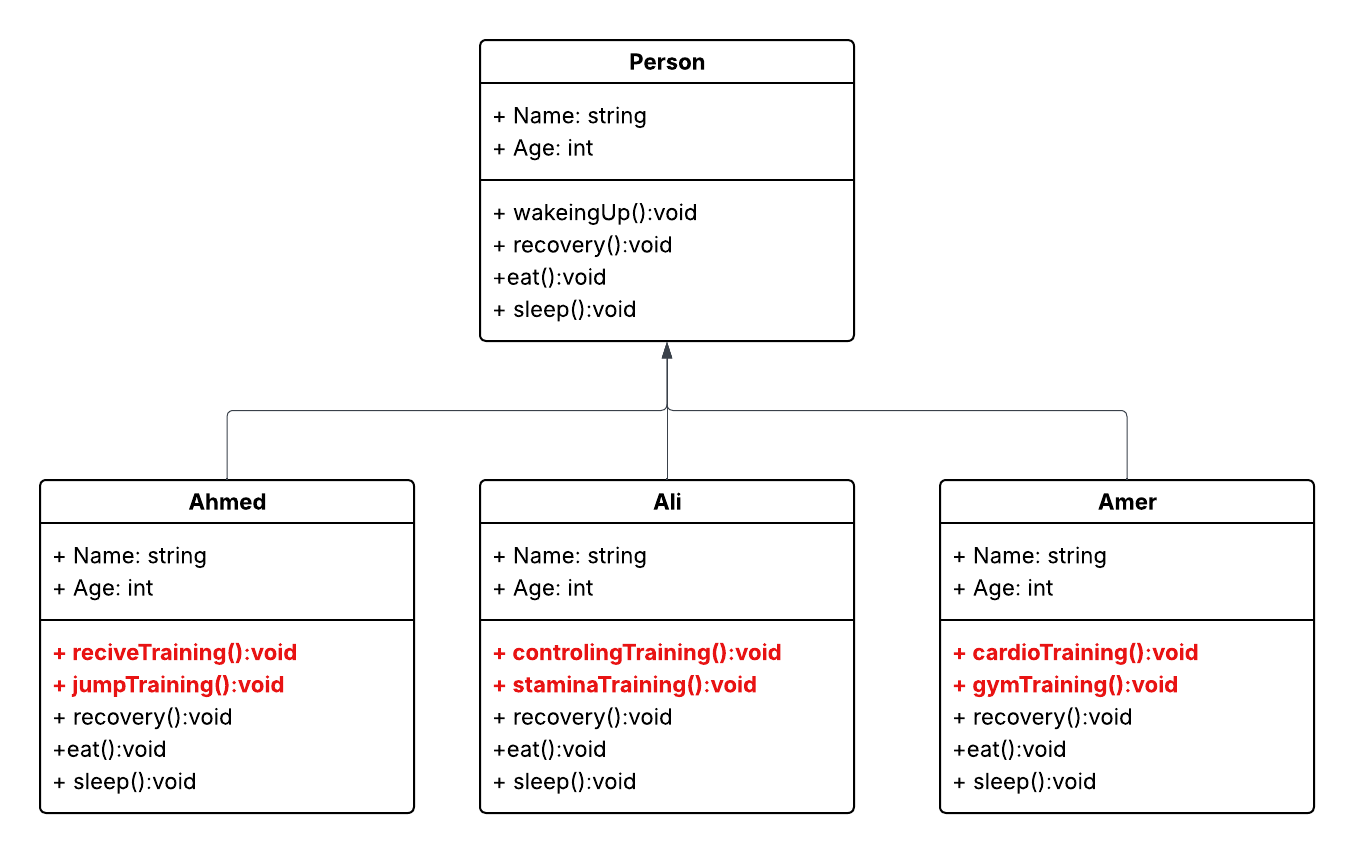 Person
+ Name: string
+ Age: int
+ wakeingUp():void
+ recovery():void
+eat():void
+ sleep():void
Ahmed
+ Name: string
+ Age: int
+ reciveTraining():void
+ jumpTraining():void
+ recovery():void
+eat():void
+ sleep():void
Ali
+ Name: string
+ Age: int
+ controlingTraining():void
+ staminaTraining():void
+ recovery():void
+eat():void
+ sleep():void
Amer
+ Name: string
+ Age: int
+ cardioTraining():void
+ gymTraining():void
+ recovery():void
+eat():void
+ sleep():void